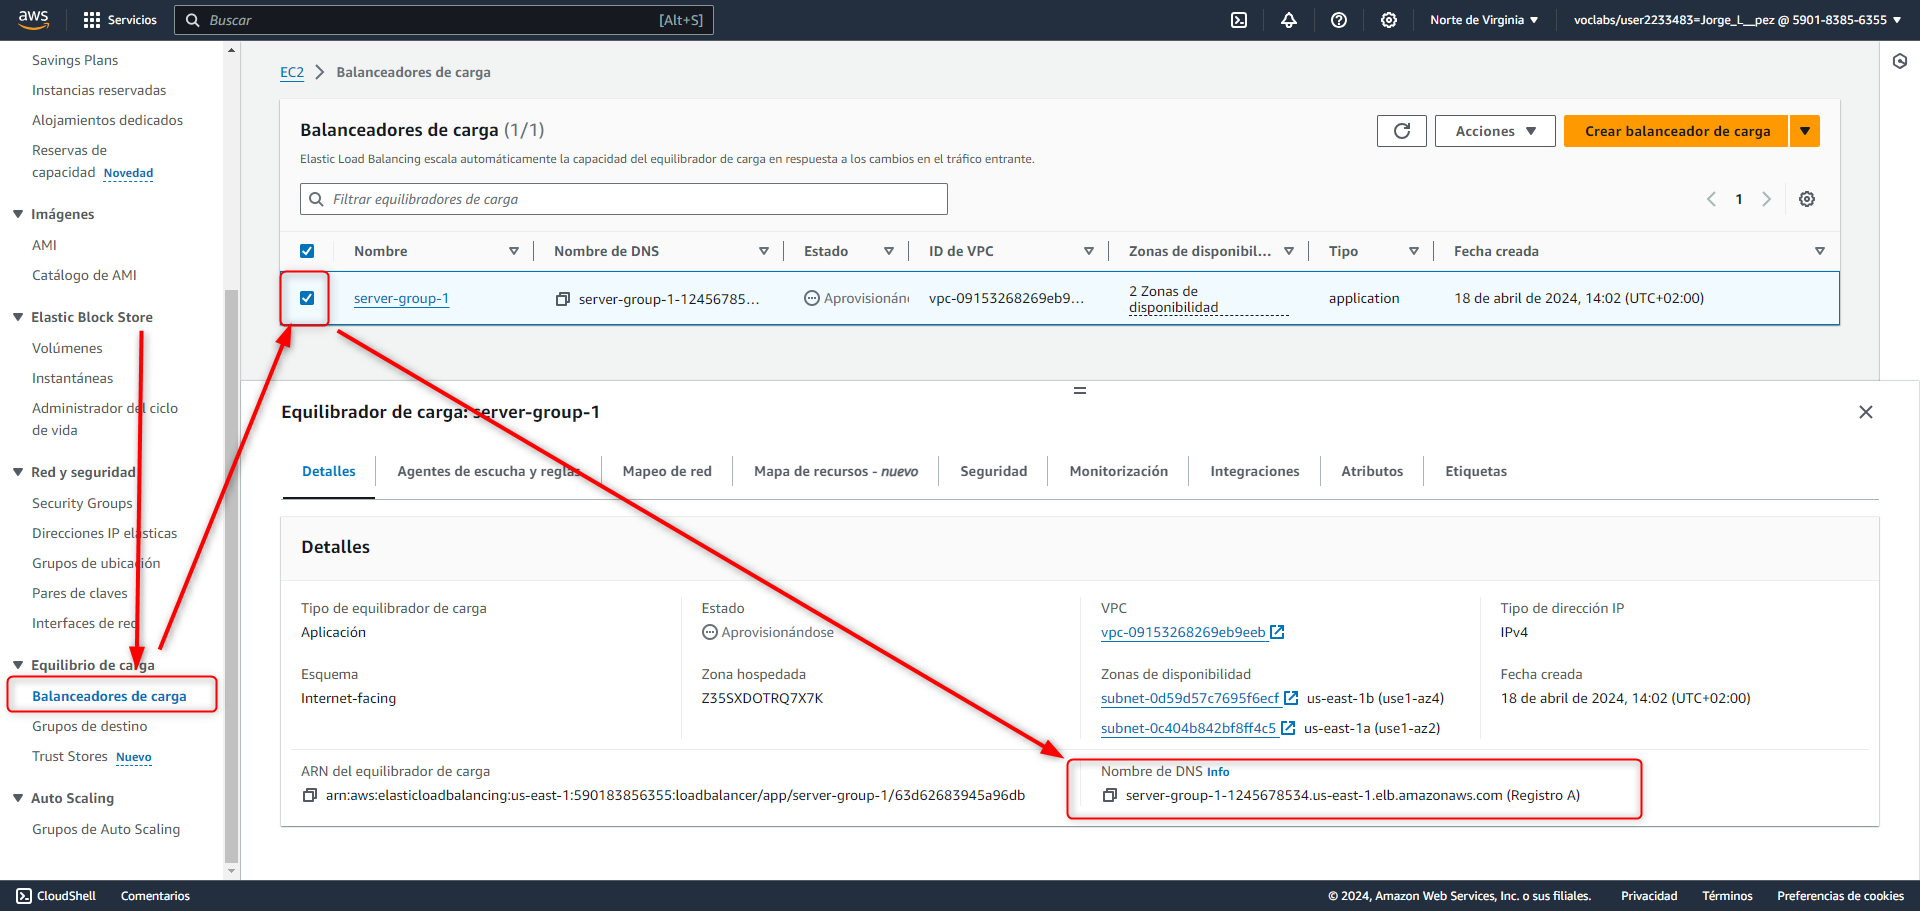 aws
Servicios
Buscar
[Alt+S]
Norte de Virginia
voclabs/user2233483=Jorge_L__pez @ 5901-8385-6355
Savings Plans
Instancias reservadas
Alojamientos dedicados
Reservas de
capacidad Novedad
Imágenes
AMI
Catálogo de AMI
Elastic Block Store
Volúmenes
Instantáneas
Administrador del ciclo
de vida
Red y seguridad
Security Groups
Direcciones IP elásticas
Grupos de ubicación
Pares de claves
Interfaces de red
Equilibrio de carga
Balanceadores de carga
Grupos de destino
Trust Stores Nuevo
Auto Scaling
Grupos de Auto Scaling
EC2 > Balanceadores de carga
Balanceadores de carga (1/1)
Elastic Load Balancing escala automáticamente la capacidad del equilibrador de carga en respuesta a los cambios en el tráfico entrante.
Acciones
Crear balanceador de carga
Filtrar equilibradores de carga
1
Nombre
Nombre de DNS
Estado
ID de VPC
Zonas de disponibil...
Tipo
Fecha creada
server-group-1
server-group-1-12456785...
Aprovisionán
vpc-09153268269eb9...
2 Zonas de
disponibilidad
application
18 de abril de 2024, 14:02 (UTC+02:00)
Equilibrador de carga: server-group-1
Detalles
Agentes de escucha y reglas
Mapeo de red
Mapa de recursos - nuevo
Seguridad
Monitorización
Integraciones
Atributos
Etiquetas
Detalles
Tipo de equilibrador de carga
Aplicación
Estado
Aprovisionándose
VPC
vpc-09153268269eb9eeb
Tipo de dirección IP
IPv4
Esquema
Internet-facing
Zona hospedada
Z35SXDOTRQ7X7K
Zonas de disponibilidad
subnet-0d59d57c7695f6ecf us-east-1b (use1-az4)
subnet-0c404b842bf8ff4c5 us-east-1a (use1-az2)
Fecha creada
18 de abril de 2024, 14:02 (UTC+02:00)
ARN del equilibrador de carga
arn:aws:elasticloadbalancing:us-east-1:590183856355:loadbalancer/app/server-group-1/63d62683945a96db
Nombre de DNS Info
server-group-1-1245678534.us-east-1.elb.amazonaws.com (Registro A)
CloudShell
Comentarios
© 2024, Amazon Web Services, Inc. o sus filiales.
Privacidad
Términos
Preferencias de cookies